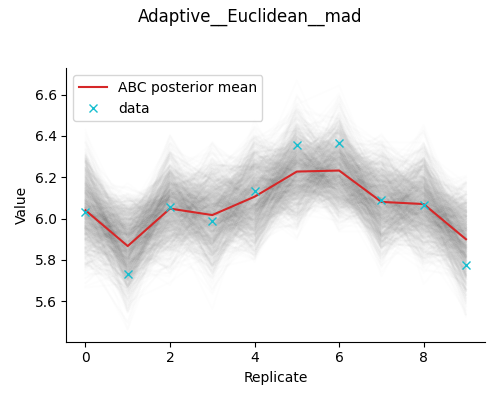 Adaptive__Euclidean__mad
ABC posterior mean
data
6.6
6.4
6.2
6.0
5.8
5.6
Value
0 2 4 6 8
Replicate